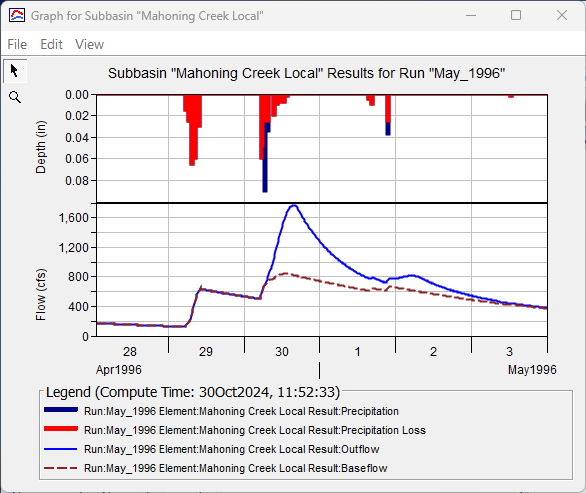 Graph for Subbasin "Mahoning Creek Local"
File Edit View
Subbasin "Mahoning Creek Local" Results for Run "May_1996"
Depth (in)
0.00
0.02
0.04
0.06
0.08
Flow (cfs)
1,600
1,200
800
400
0
28 29 30 1 2 3
Apr1996 May1996
Legend (Compute Time: 30Oct2024, 11:52:33)
Run:May_1996 Element:Mahoning Creek Local Result:Precipitation
Run:May_1996 Element:Mahoning Creek Local Result:Precipitation Loss
Run:May_1996 Element:Mahoning Creek Local Result:Outflow
Run:May_1996 Element:Mahoning Creek Local Result:Baseflow